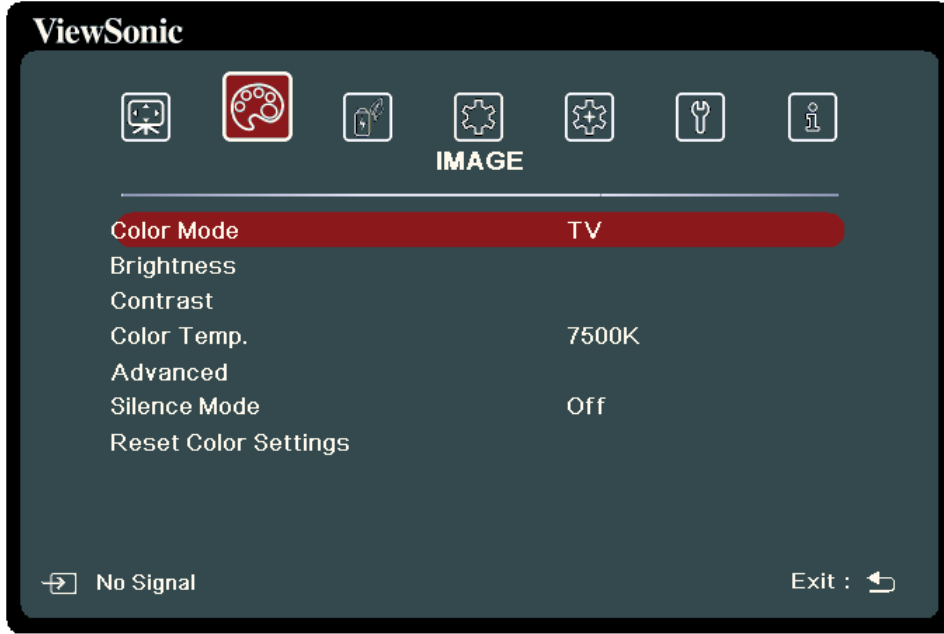 ViewSonic
IMAGE
Color Mode TV
Brightness
Contrast
Color Temp. 7500K
Advanced
Silence Mode Off
Reset Color Settings
No Signal Exit :